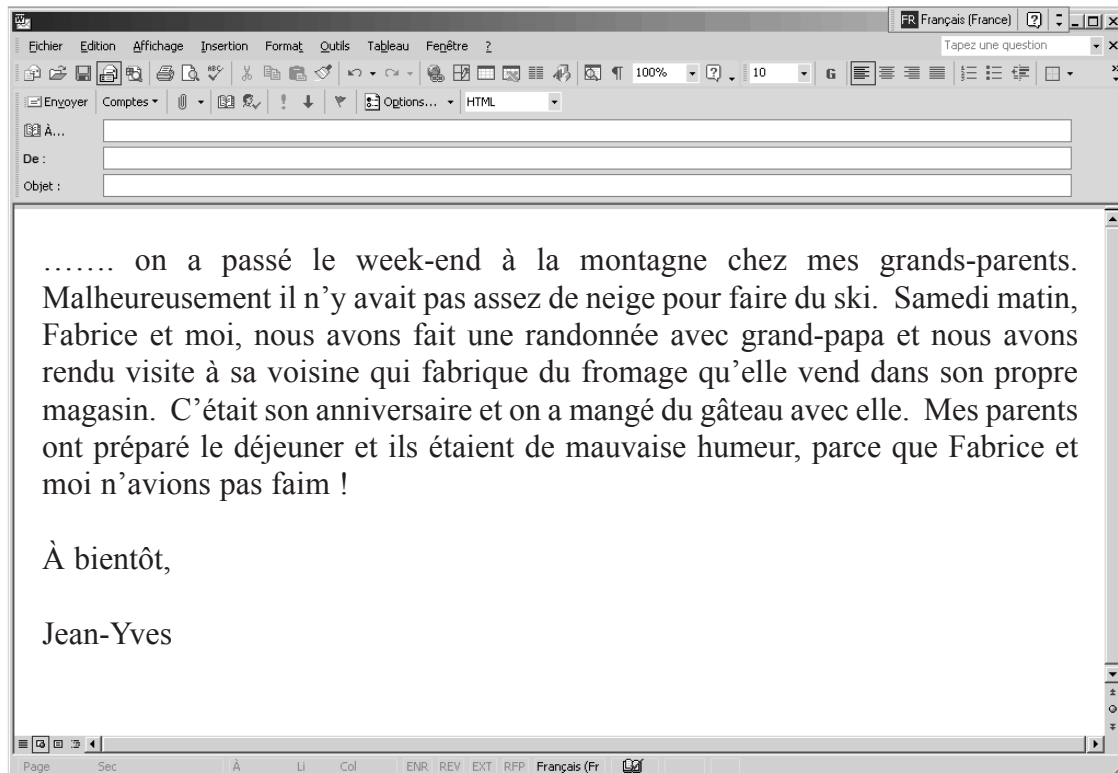 FR Français (France)
Fichier Edition Affichage Insertion Format Outils Tableau Fenêtre ?
Tapez une question
100% 10 G
Envoyer Comptes Options... HTML
À...
De :
Objet :
……. on a passé le week-end à la montagne chez mes grands-parents.
Malheureusement il n’y avait pas assez de neige pour faire du ski. Samedi matin,
Fabrice et moi, nous avons fait une randonnée avec grand-papa et nous avons
rendu visite à sa voisine qui fabrique du fromage qu’elle vend dans son propre
magasin. C’était son anniversaire et on a mangé du gâteau avec elle. Mes parents
ont préparé le déjeuner et ils étaient de mauvaise humeur, parce que Fabrice et
moi n’avions pas faim !
À bientôt,
Jean-Yves
Page Sec À Li Col ENR REV EXT RFP Français (Fr